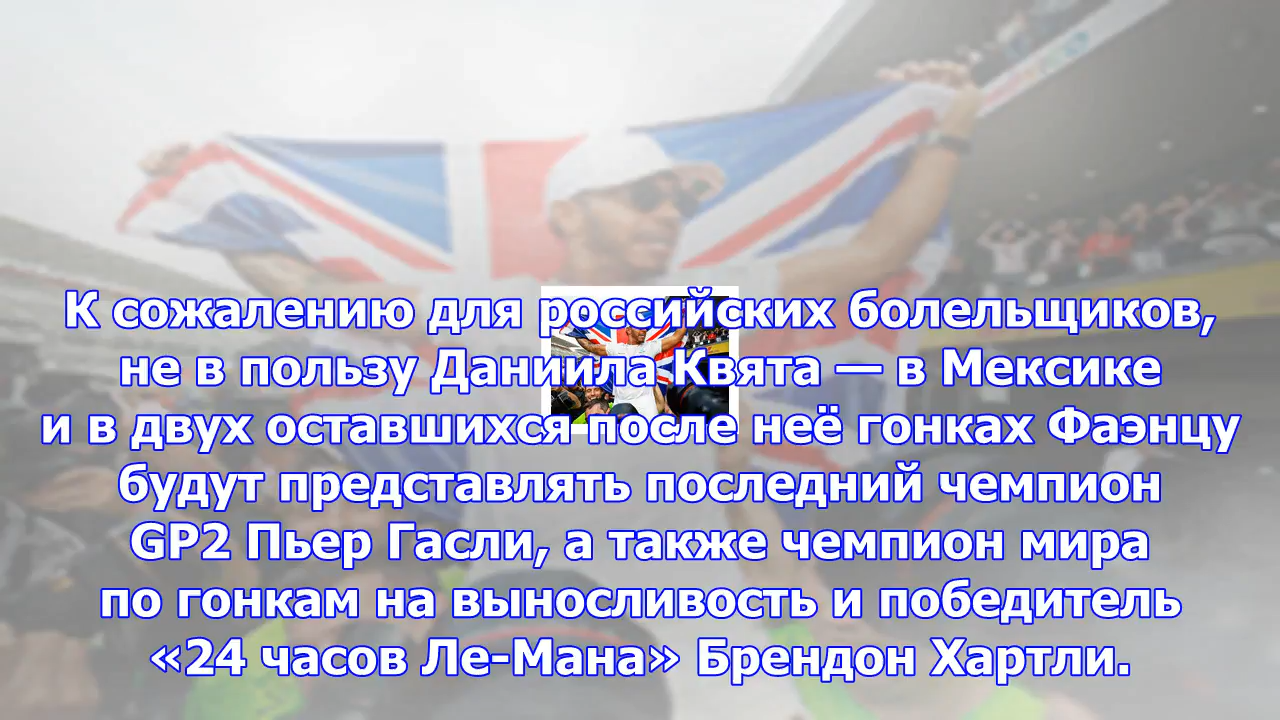 К сожалению для российских болельщиков,
не в пользу Даниила Квята — в Мексике
и в двух оставшихся после неё гонках Фаэнцу
будут представлять последний чемпион
GP2 Пьер Гасли, а также чемпион мира
по гонкам на выносливость и победитель
«24 часов Ле-Мана» Брендон Хартли.